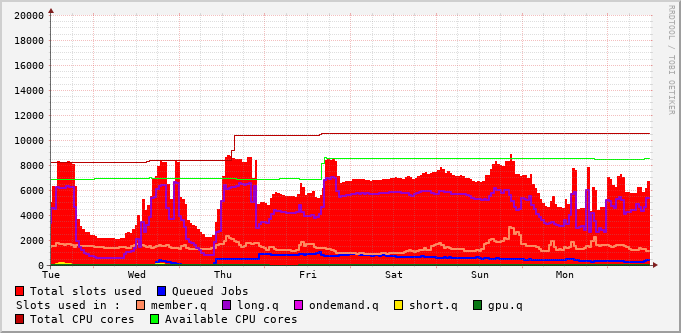 20000
18000
16000
14000
12000
10000
8000
6000
4000
2000
0
Tue Wed Thu Fri Sat Sun Mon
Total slots used Queued Jobs
Slots used in : member.q long.q ondemand.q short.q gpu.q
Total CPU cores Available CPU cores
RRDTOOL / TOBI OETIKER